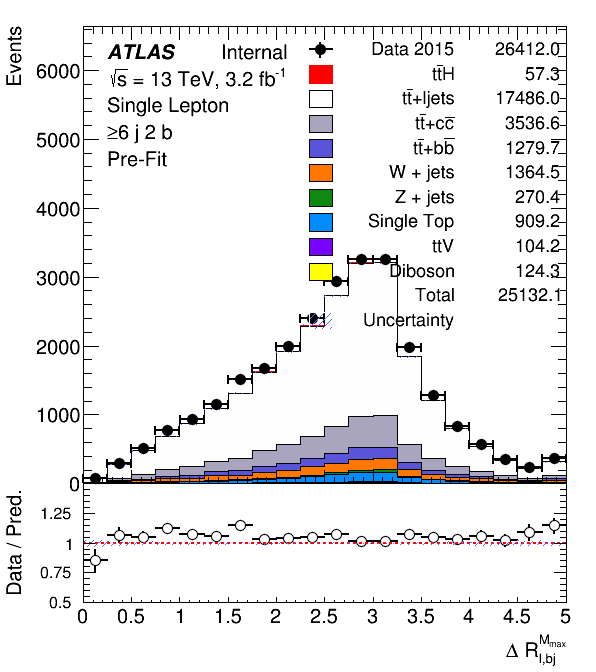 Events
ATLAS Internal
√s = 13 TeV, 3.2 fb⁻¹
Single Lepton
≥6 j 2 b
Pre-Fit
Data 2015 26412.0
tt̄H 57.3
tt̄+ljets 17486.0
tt̄+cc̄ 3536.6
tt̄+bb̄ 1279.7
W + jets 1364.5
Z + jets 270.4
Single Top 909.2
ttV 104.2
Diboson 124.3
Total 25132.1
Uncertainty
6000
5000
4000
3000
2000
1000
0
Data / Pred.
1.25
1
0.75
0.5
0 0.5 1 1.5 2 2.5 3 3.5 4 4.5 5
Δ R_{l,bj}^{M_{max}}